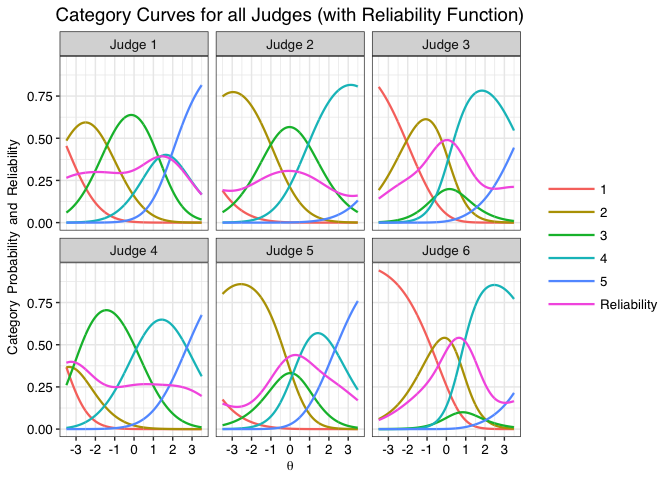 Category Curves for all Judges (with Reliability Function)
Judge 1 Judge 2 Judge 3
0.75
0.50
0.25
0.00
Judge 4 Judge 5 Judge 6
0.75
0.50
0.25
0.00
-3 -2 -1 0 1 2 3 -3 -2 -1 0 1 2 3 -3 -2 -1 0 1 2 3
θ
Category Probability and Reliability
1
2
3
4
5
Reliability